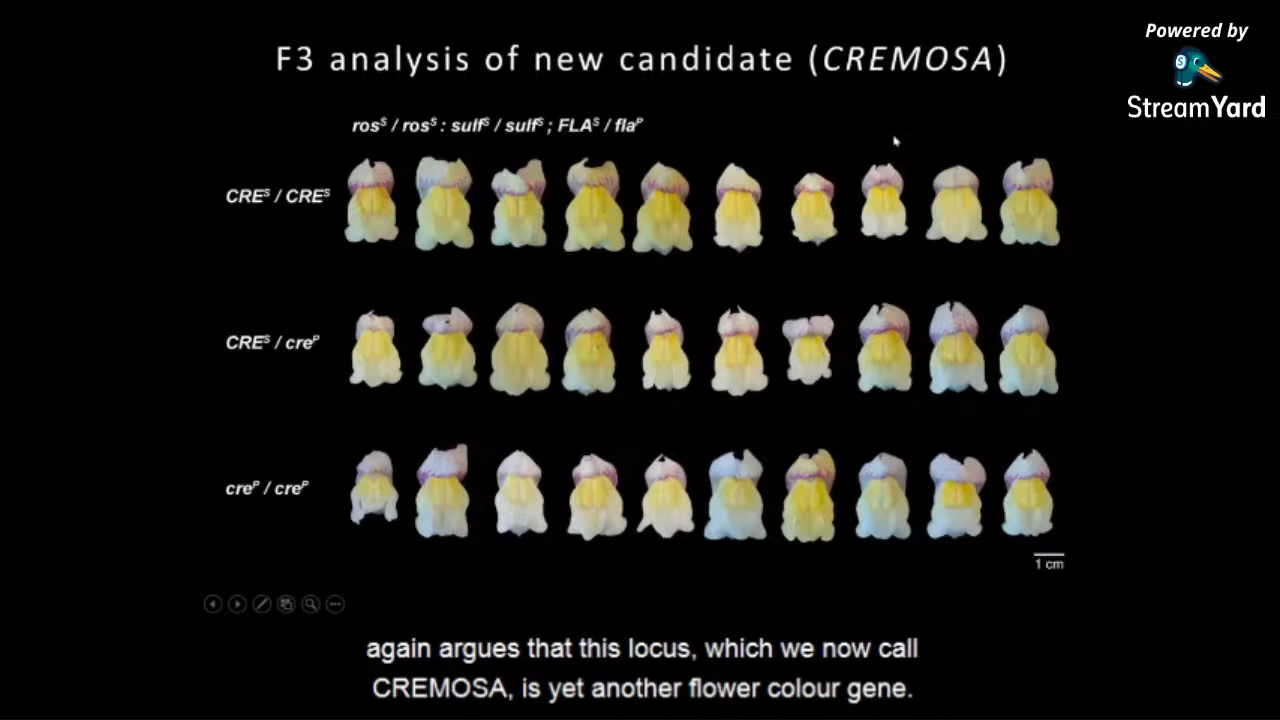 Powered by
StreamYard
F3 analysis of new candidate (CREMOSA)
ros^S / ros^S : sulf^S / sulf^S ; FLA^S / fla^P
CRE^S / CRE^S
CRE^S / cre^P
cre^P / cre^P
1 cm
again argues that this locus, which we now call
CREMOSA, is yet another flower colour gene.